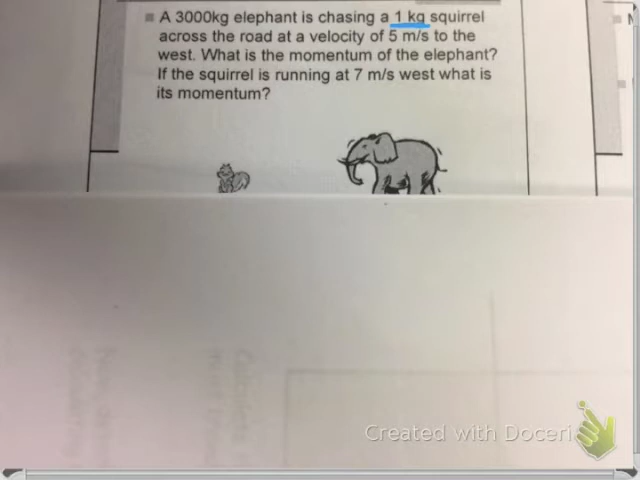 A 3000kg elephant is chasing a 1 kg squirrel
across the road at a velocity of 5 m/s to the
west. What is the momentum of the elephant?
If the squirrel is running at 7 m/s west what is
its momentum?
Created with Doceri